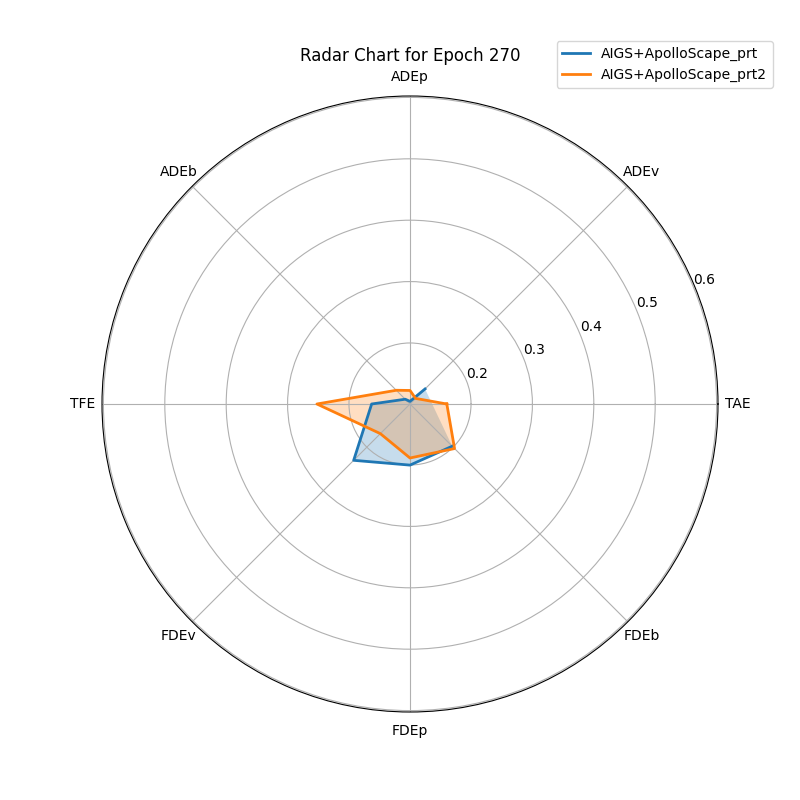 Radar Chart for Epoch 270
AIGS+ApolloScape_prt
AIGS+ApolloScape_prt2
ADEp
ADEb
ADEv
0.6
0.5
0.4
0.3
0.2
TFE
TAE
FDEv
FDEb
FDEp